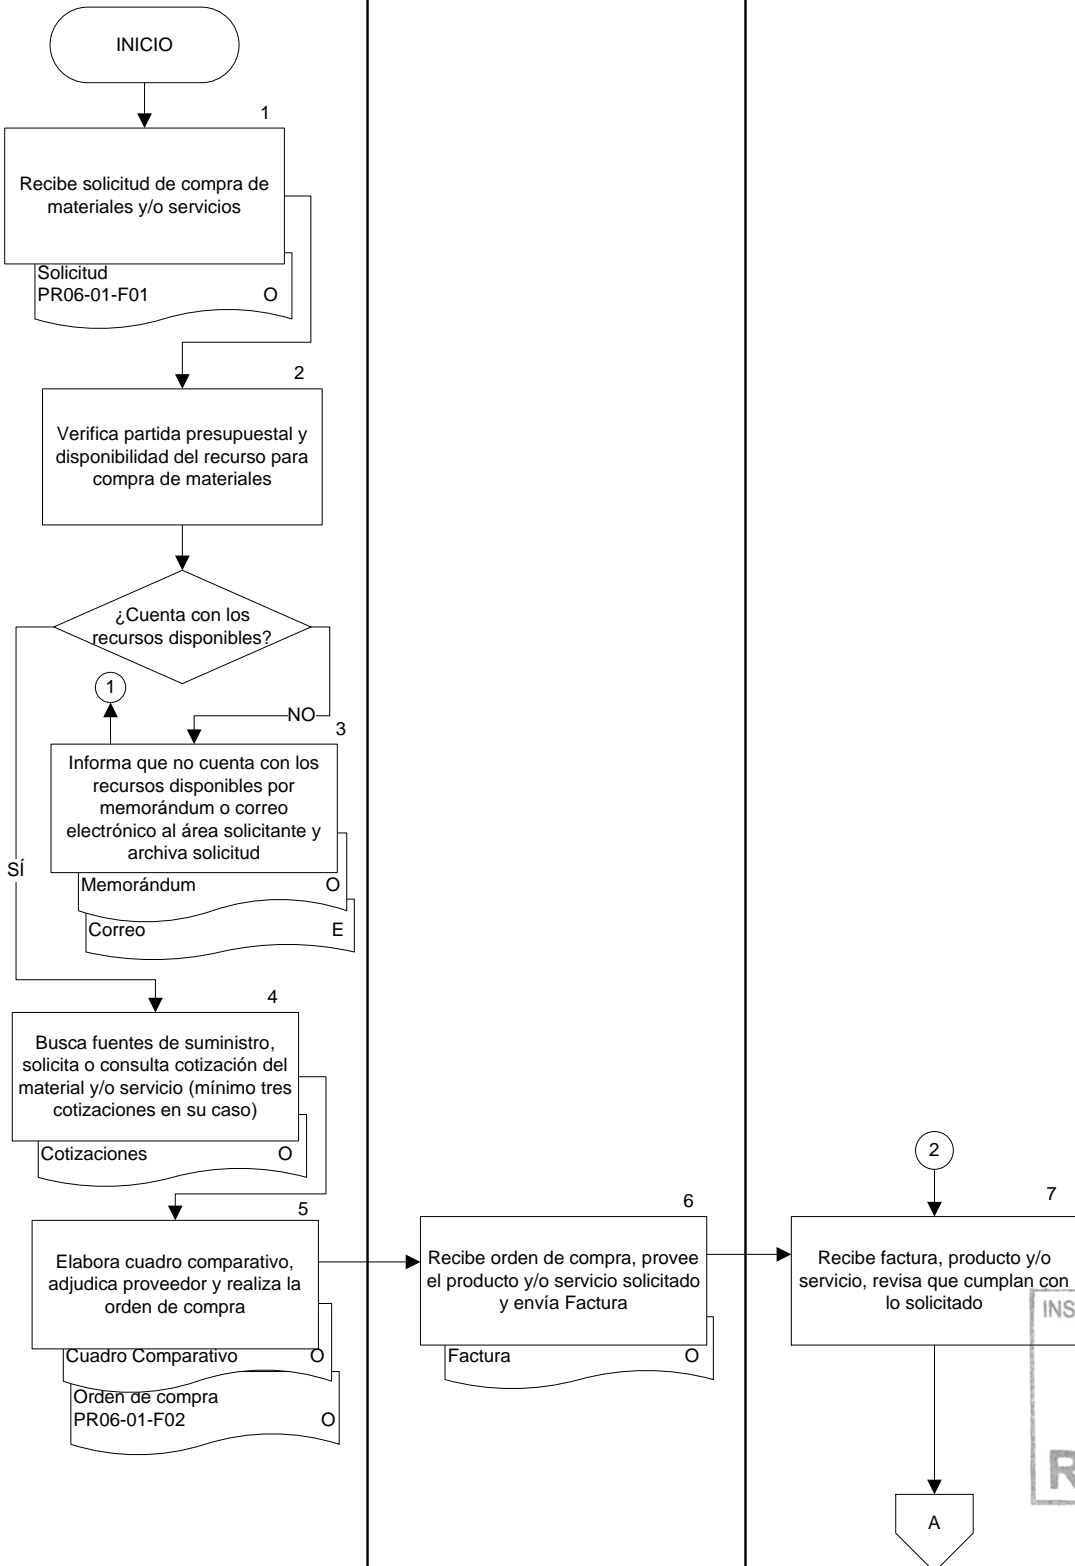 INICIO
1
Recibe solicitud de compra de
materiales y/o servicios
Solicitud
PR06-01-F01 O
2
Verifica partida presupuestal y
disponibilidad del recurso para
compra de materiales
¿Cuenta con los
recursos disponibles?
1
NO
3
Informa que no cuenta con los
recursos disponibles por
memorándum o correo
electrónico al área solicitante y
archiva solicitud
SÍ
Memorándum O
Correo E
4
Busca fuentes de suministro,
solicita o consulta cotización del
material y/o servicio (mínimo tres
cotizaciones en su caso)
Cotizaciones O
5
Elabora cuadro comparativo,
adjudica proveedor y realiza la
orden de compra
Cuadro Comparativo O
Orden de compra
PR06-01-F02 O
6
Recibe orden de compra, provee
el producto y/o servicio solicitado
y envía Factura
Factura O
2
7
Recibe factura, producto y/o
servicio, revisa que cumplan con
lo solicitado
INS
R
A